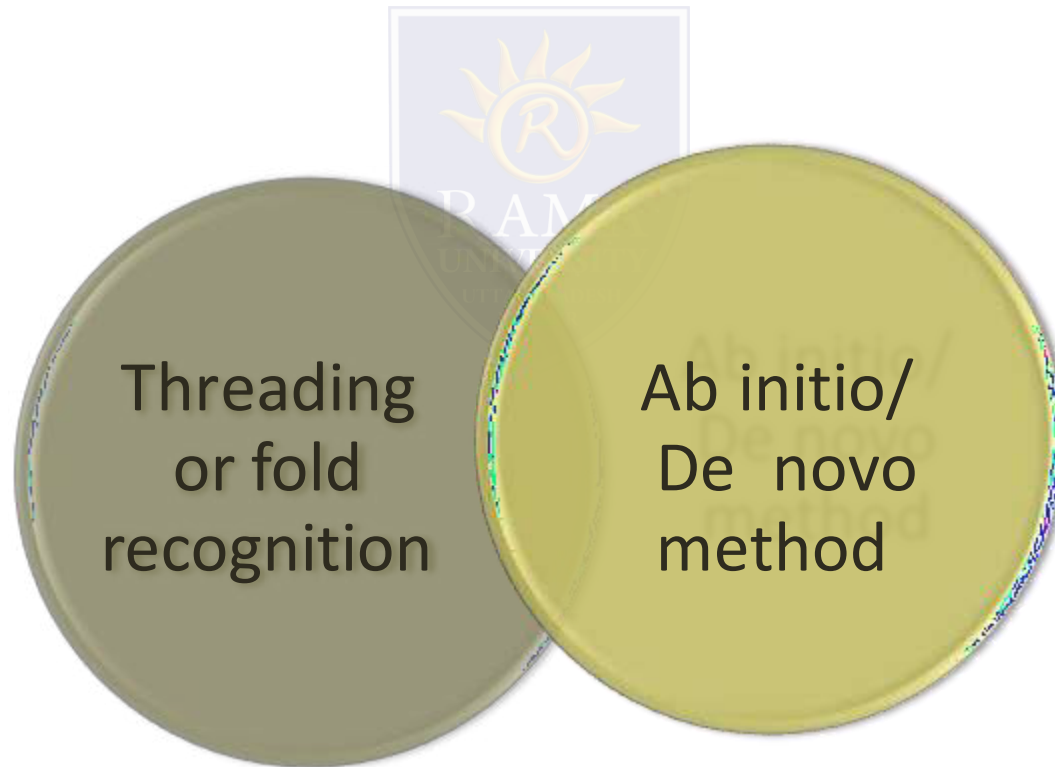 Threading
or fold
recognition
Ab initio/
De novo
method